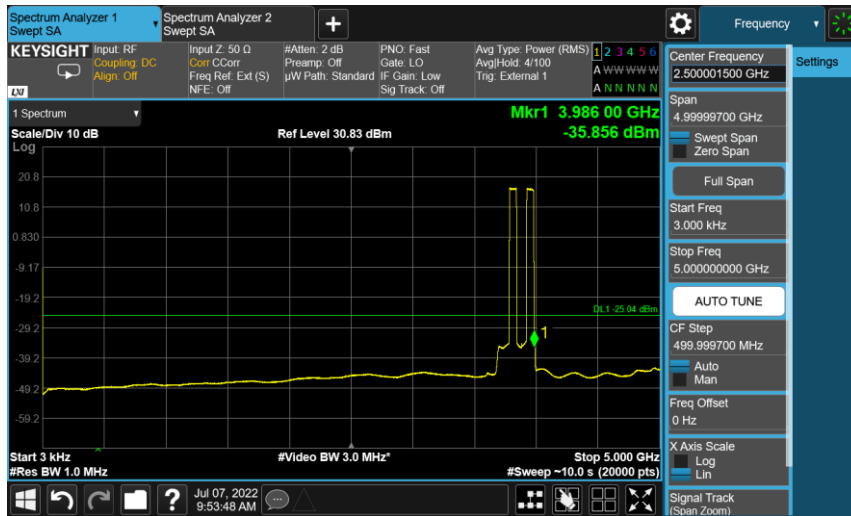 Spectrum Analyzer 1
Swept SA
Spectrum Analyzer 2
Swept SA
+
Frequency
KEYSIGHT
LXI
Input: RF
Coupling: DC
Align: Off
Input Z: 50 Ω
Corr CCorr
Freq Ref: Ext (S)
NFE: Off
#Atten: 2 dB
Preamp: Off
µW Path: Standard
PNO: Fast
Gate: LO
IF Gain: Low
Sig Track: Off
Avg Type: Power (RMS)
Avg|Hold: 4/100
Trig: External 1
1 2 3 4 5 6
A W W W W W
A N N N N N
1 Spectrum
Scale/Div 10 dB
Log
Ref Level 30.83 dBm
Mkr1 3.986 00 GHz
-35.856 dBm
20.8
10.8
0.830
-9.17
-19.2
-29.2
-39.2
-49.2
-59.2
DL1 -25.04 dBm
1
Start 3 kHz
#Res BW 1.0 MHz
#Video BW 3.0 MHz*
Stop 5.000 GHz
#Sweep ~10.0 s (20000 pts)
?
Jul 07, 2022
9:53:48 AM
Center Frequency
2.500001500 GHz
Span
4.99999700 GHz
Swept Span
Zero Span
Full Span
Start Freq
3.000 kHz
Stop Freq
5.000000000 GHz
AUTO TUNE
CF Step
499.999700 MHz
Auto
Man
Freq Offset
0 Hz
X Axis Scale
Log
Lin
Signal Track
(Span Zoom)
Settings